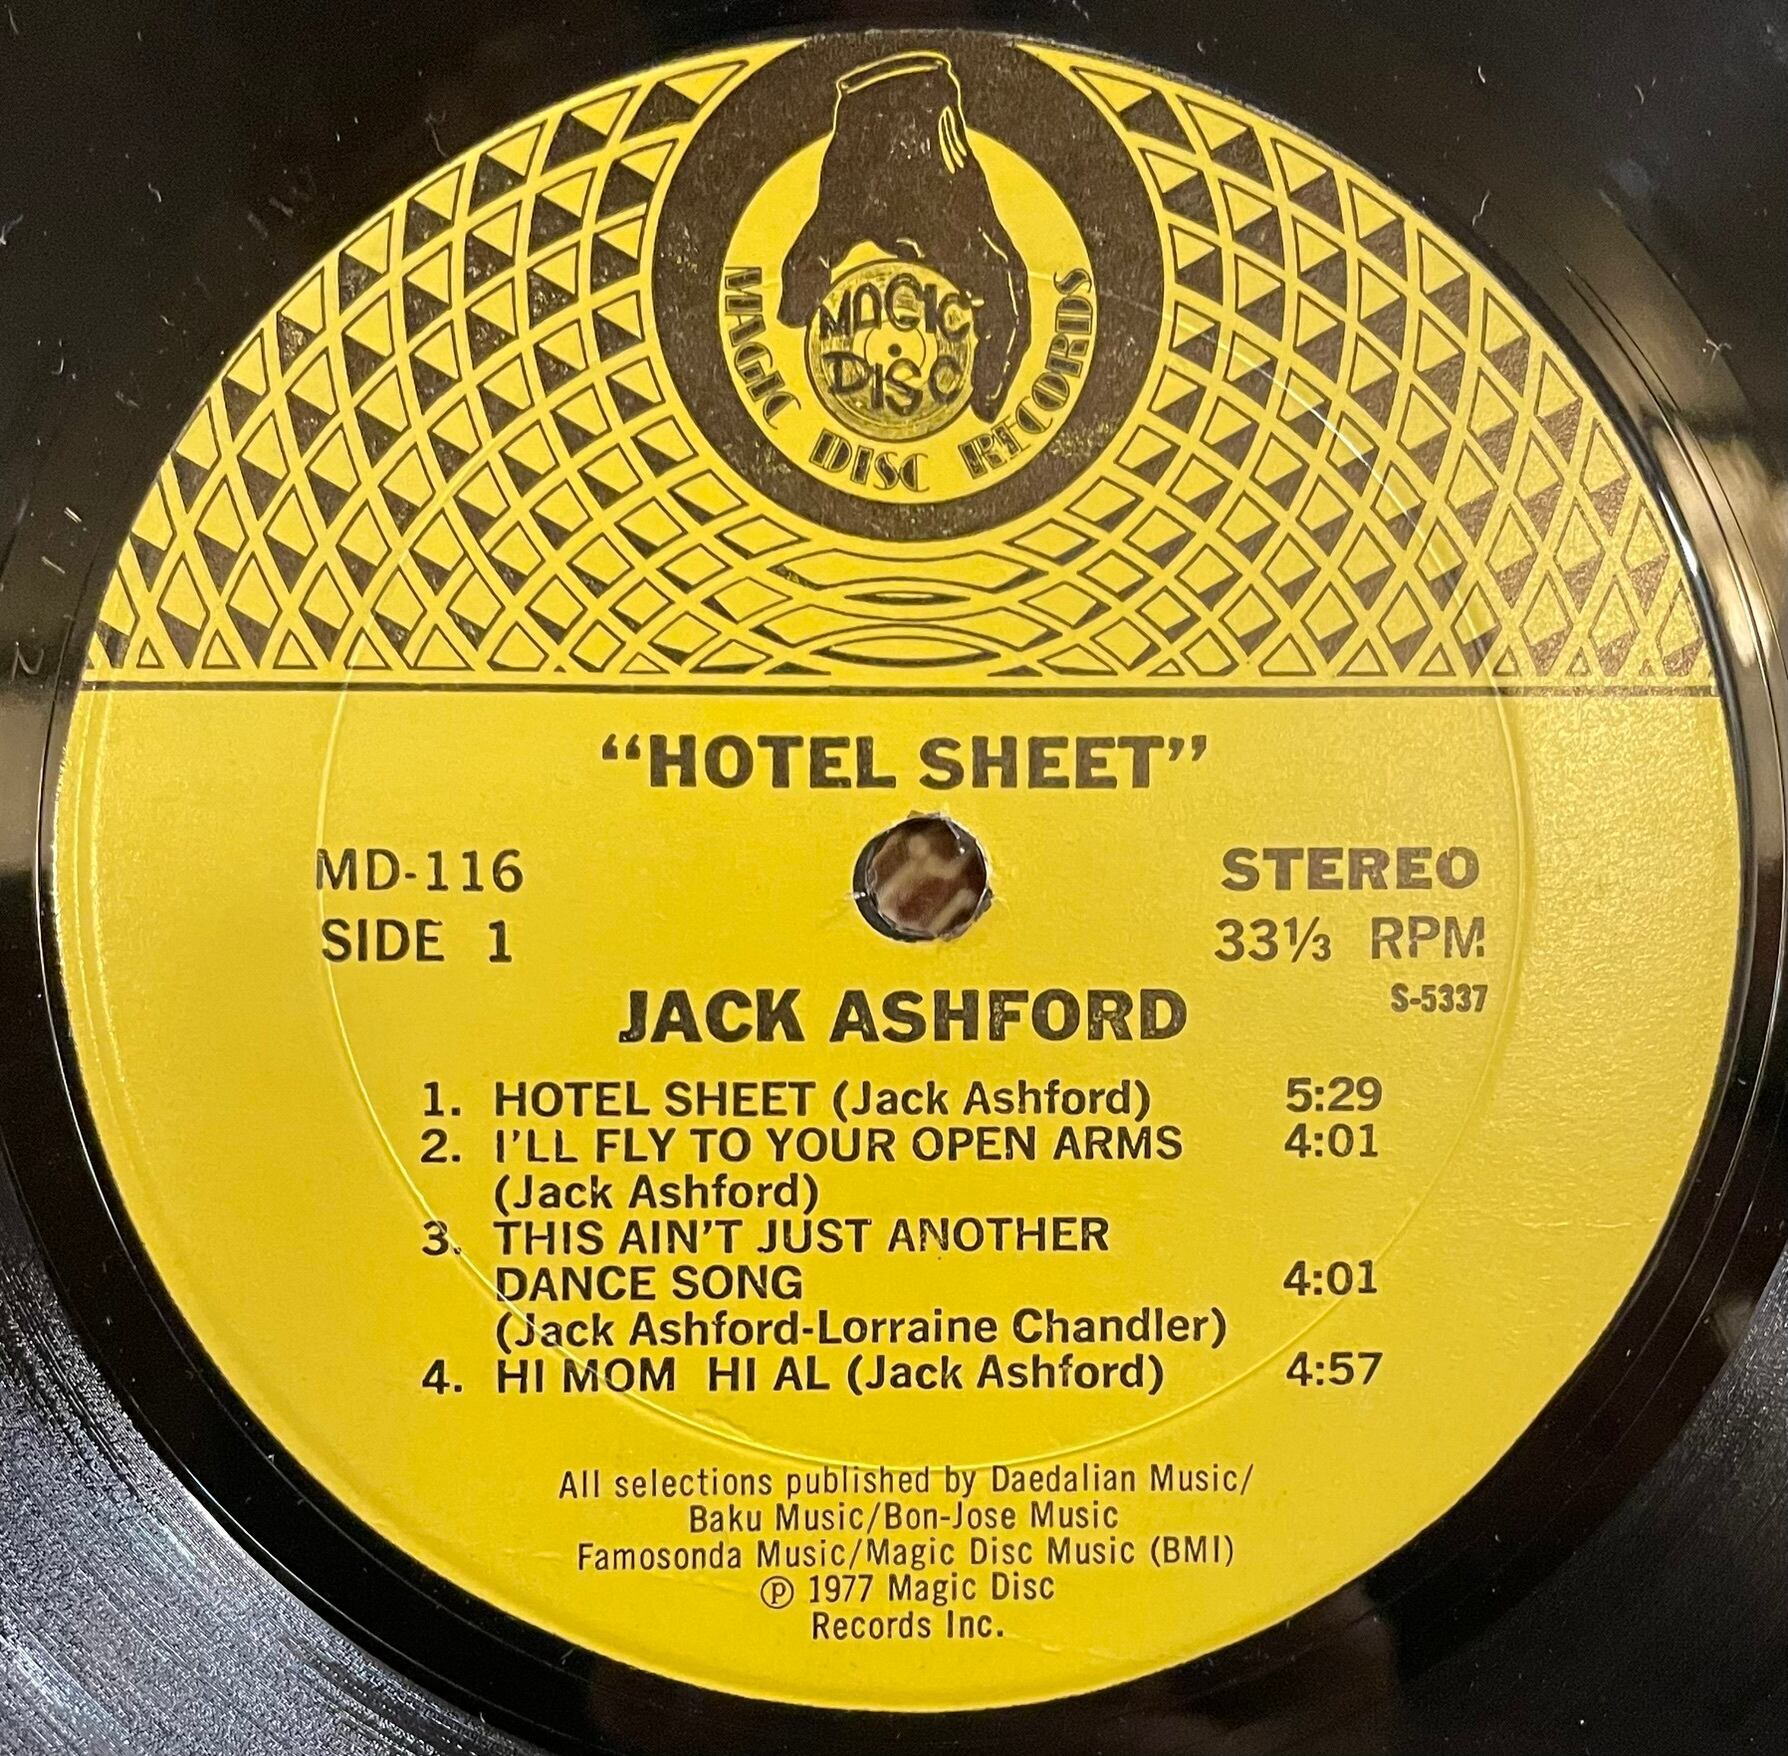 MAGIC
DISC
MAGIC DISC RECORDS
“HOTEL SHEET”
MD-116
SIDE 1
STEREO
33⅓ RPM
S-5337
JACK ASHFORD
1. HOTEL SHEET (Jack Ashford) 5:29
2. I’LL FLY TO YOUR OPEN ARMS 4:01
(Jack Ashford)
3. THIS AIN’T JUST ANOTHER
DANCE SONG 4:01
(Jack Ashford-Lorraine Chandler)
4. HI MOM HI AL (Jack Ashford) 4:57
All selections published by Daedalian Music/
Baku Music/Bon-Jose Music
Famosonda Music/Magic Disc Music (BMI)
℗ 1977 Magic Disc
Records Inc.